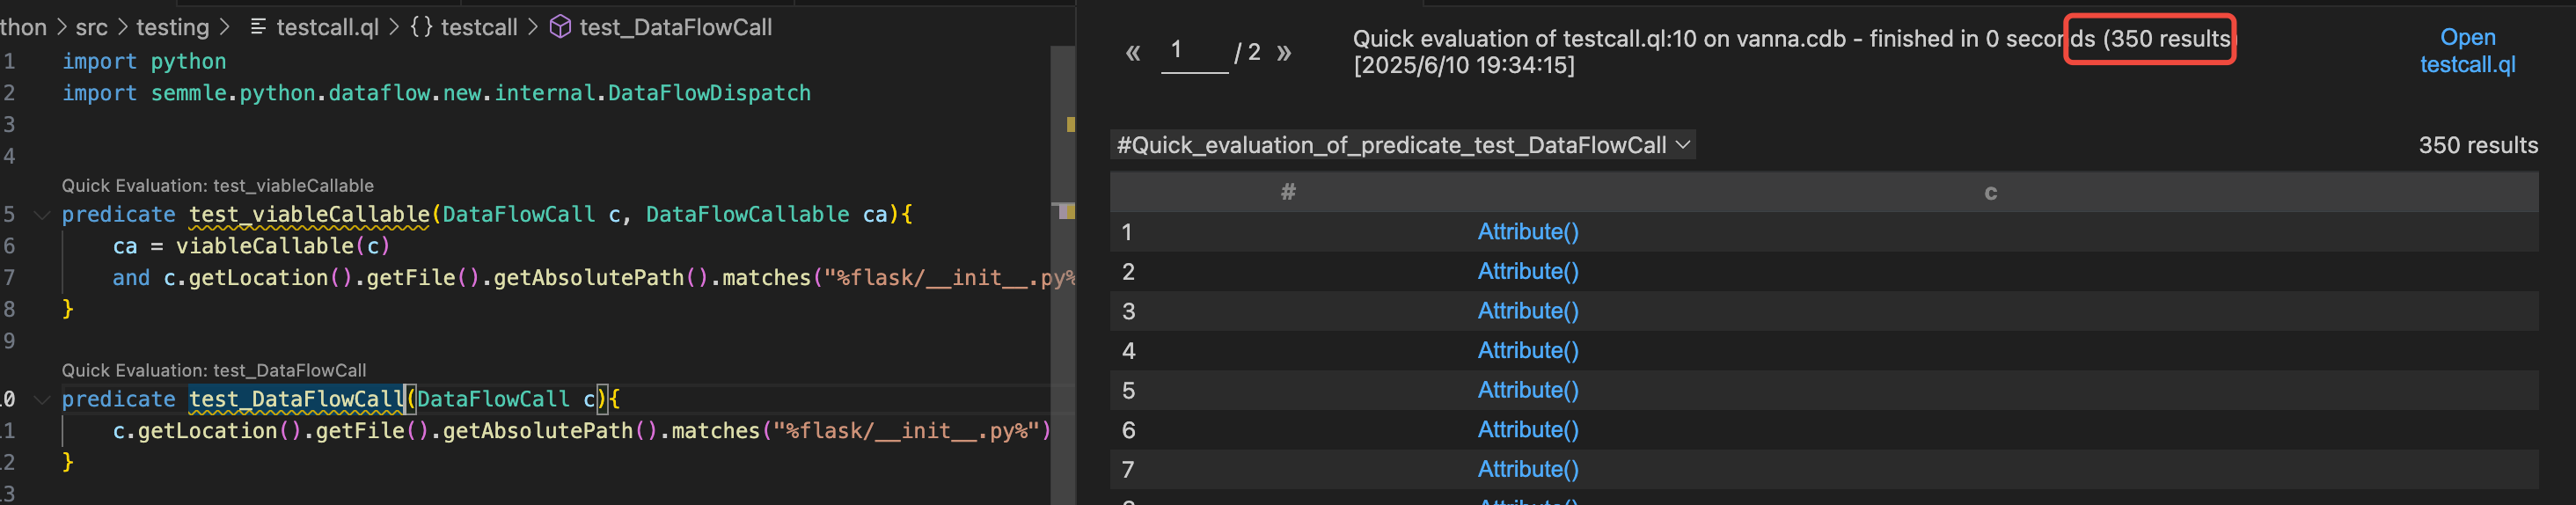 thon > src > testing > testcall.ql > {} testcall > test_DataFlowCall
1 import python
2 import semmle.python.dataflow.new.internal.DataFlowDispatch
3
4
Quick Evaluation: test_viableCallable
5 predicate test_viableCallable(DataFlowCall c, DataFlowCallable ca){
6 ca = viableCallable(c)
7 and c.getLocation().getFile().getAbsolutePath().matches("%flask/__init__.py%
8 }
9
Quick Evaluation: test_DataFlowCall
0 predicate test_DataFlowCall(DataFlowCall c){
1 c.getLocation().getFile().getAbsolutePath().matches("%flask/__init__.py%")
2 }
3
« 1 / 2 »
Quick evaluation of testcall.ql:10 on vanna.cdb - finished in 0 seconds (350 results)
[2025/6/10 19:34:15]
Open
testcall.ql
#Quick_evaluation_of_predicate_test_DataFlowCall
350 results
# c
1 Attribute()
2 Attribute()
3 Attribute()
4 Attribute()
5 Attribute()
6 Attribute()
7 Attribute()